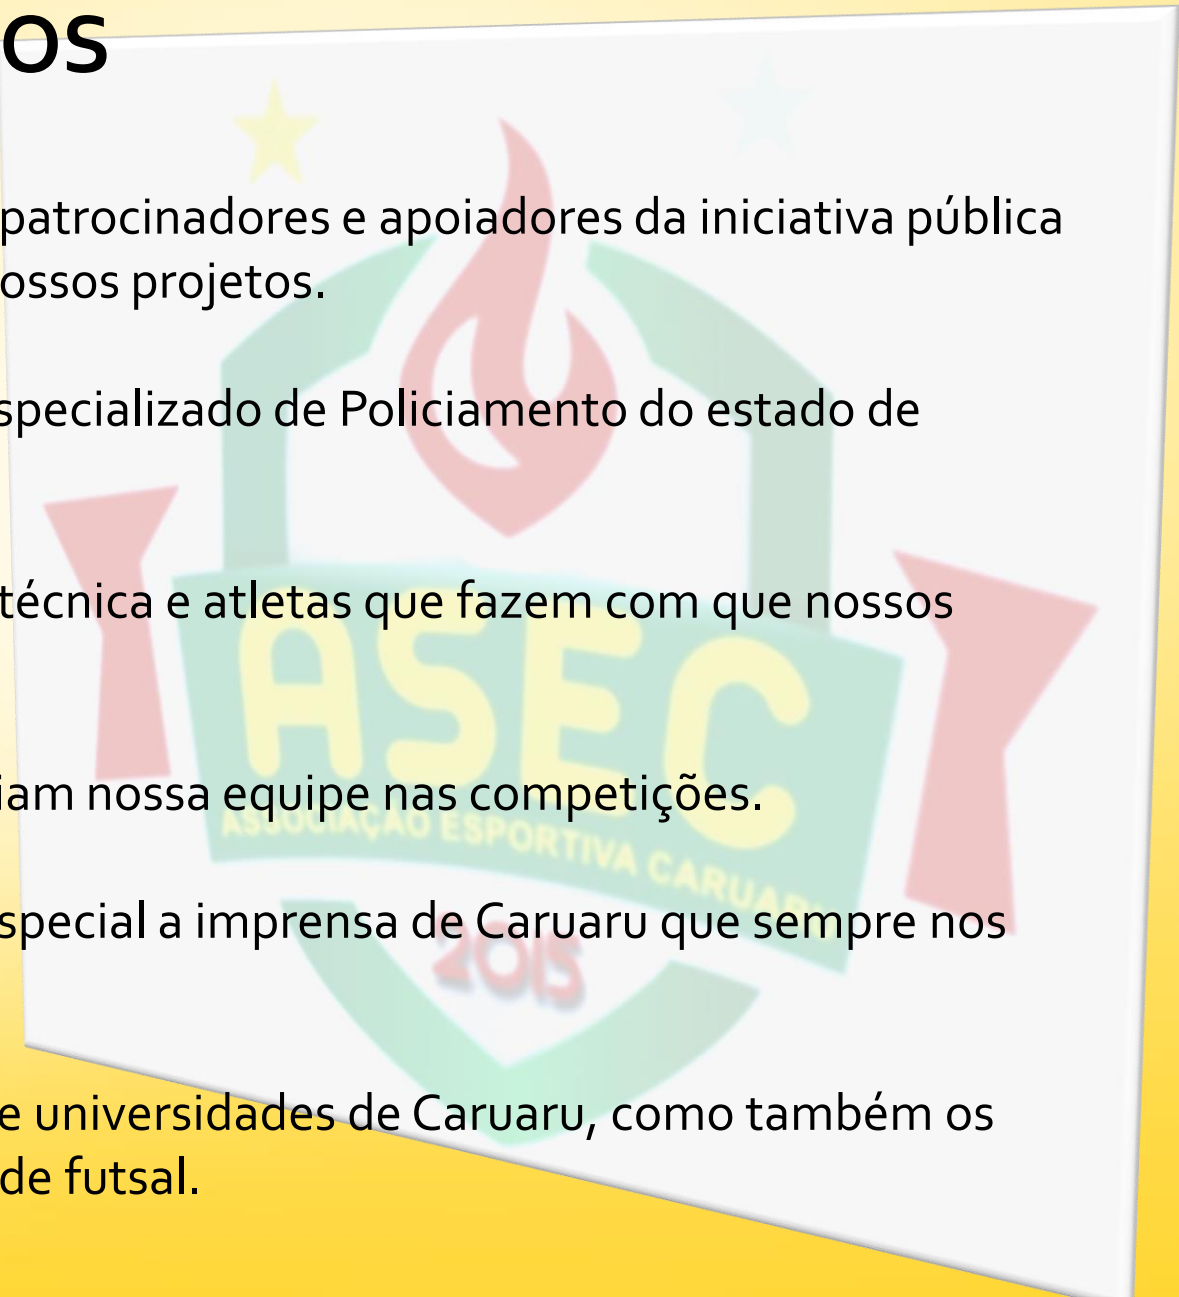 os
patrocinadores e apoiadores da iniciativa pública
ossos projetos.
specializado de Policiamento do estado de
técnica e atletas que fazem com que nossos
iam nossa equipe nas competições.
ASEC
ASSOCIAÇÃO ESPORTIVA CARUARU
special a imprensa de Caruaru que sempre nos
2015
e universidades de Caruaru, como também os
de futsal.